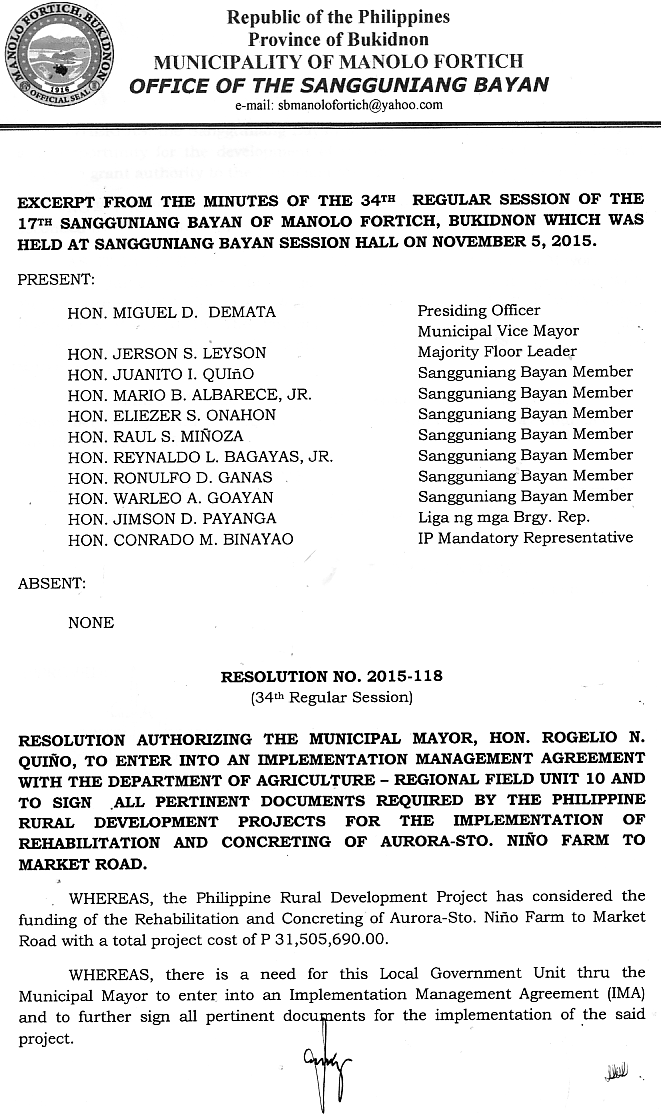 MANOLO FORTICH, BUKIDNON
1916
OFFICIAL SEAL
Republic of the Philippines
Province of Bukidnon
MUNICIPALITY OF MANOLO FORTICH
OFFICE OF THE SANGGUNIANG BAYAN
e-mail: sbmanolofortich@yahoo.com
EXCERPT FROM THE MINUTES OF THE 34TH REGULAR SESSION OF THE
17TH SANGGUNIANG BAYAN OF MANOLO FORTICH, BUKIDNON WHICH WAS
HELD AT SANGGUNIANG BAYAN SESSION HALL ON NOVEMBER 5, 2015.
PRESENT:
HON. MIGUEL D. DEMATA Presiding Officer
Municipal Vice Mayor
HON. JERSON S. LEYSON Majority Floor Leader
HON. JUANITO I. QUIñO Sangguniang Bayan Member
HON. MARIO B. ALBARECE, JR. Sangguniang Bayan Member
HON. ELIEZER S. ONAHON Sangguniang Bayan Member
HON. RAUL S. MIÑOZA Sangguniang Bayan Member
HON. REYNALDO L. BAGAYAS, JR. Sangguniang Bayan Member
HON. RONULFO D. GANAS Sangguniang Bayan Member
HON. WARLEO A. GOAYAN Sangguniang Bayan Member
HON. JIMSON D. PAYANGA Liga ng mga Brgy. Rep.
HON. CONRADO M. BINAYAO IP Mandatory Representative
ABSENT:
NONE
RESOLUTION NO. 2015-118
(34th Regular Session)
RESOLUTION AUTHORIZING THE MUNICIPAL MAYOR, HON. ROGELIO N.
QUIÑO, TO ENTER INTO AN IMPLEMENTATION MANAGEMENT AGREEMENT
WITH THE DEPARTMENT OF AGRICULTURE – REGIONAL FIELD UNIT 10 AND
TO SIGN ALL PERTINENT DOCUMENTS REQUIRED BY THE PHILIPPINE
RURAL DEVELOPMENT PROJECTS FOR THE IMPLEMENTATION OF
REHABILITATION AND CONCRETING OF AURORA-STO. NIÑO FARM TO
MARKET ROAD.
WHEREAS, the Philippine Rural Development Project has considered the
funding of the Rehabilitation and Concreting of Aurora-Sto. Niño Farm to Market
Road with a total project cost of P 31,505,690.00.
WHEREAS, there is a need for this Local Government Unit thru the
Municipal Mayor to enter into an Implementation Management Agreement (IMA)
and to further sign all pertinent documents for the implementation of the said
project.